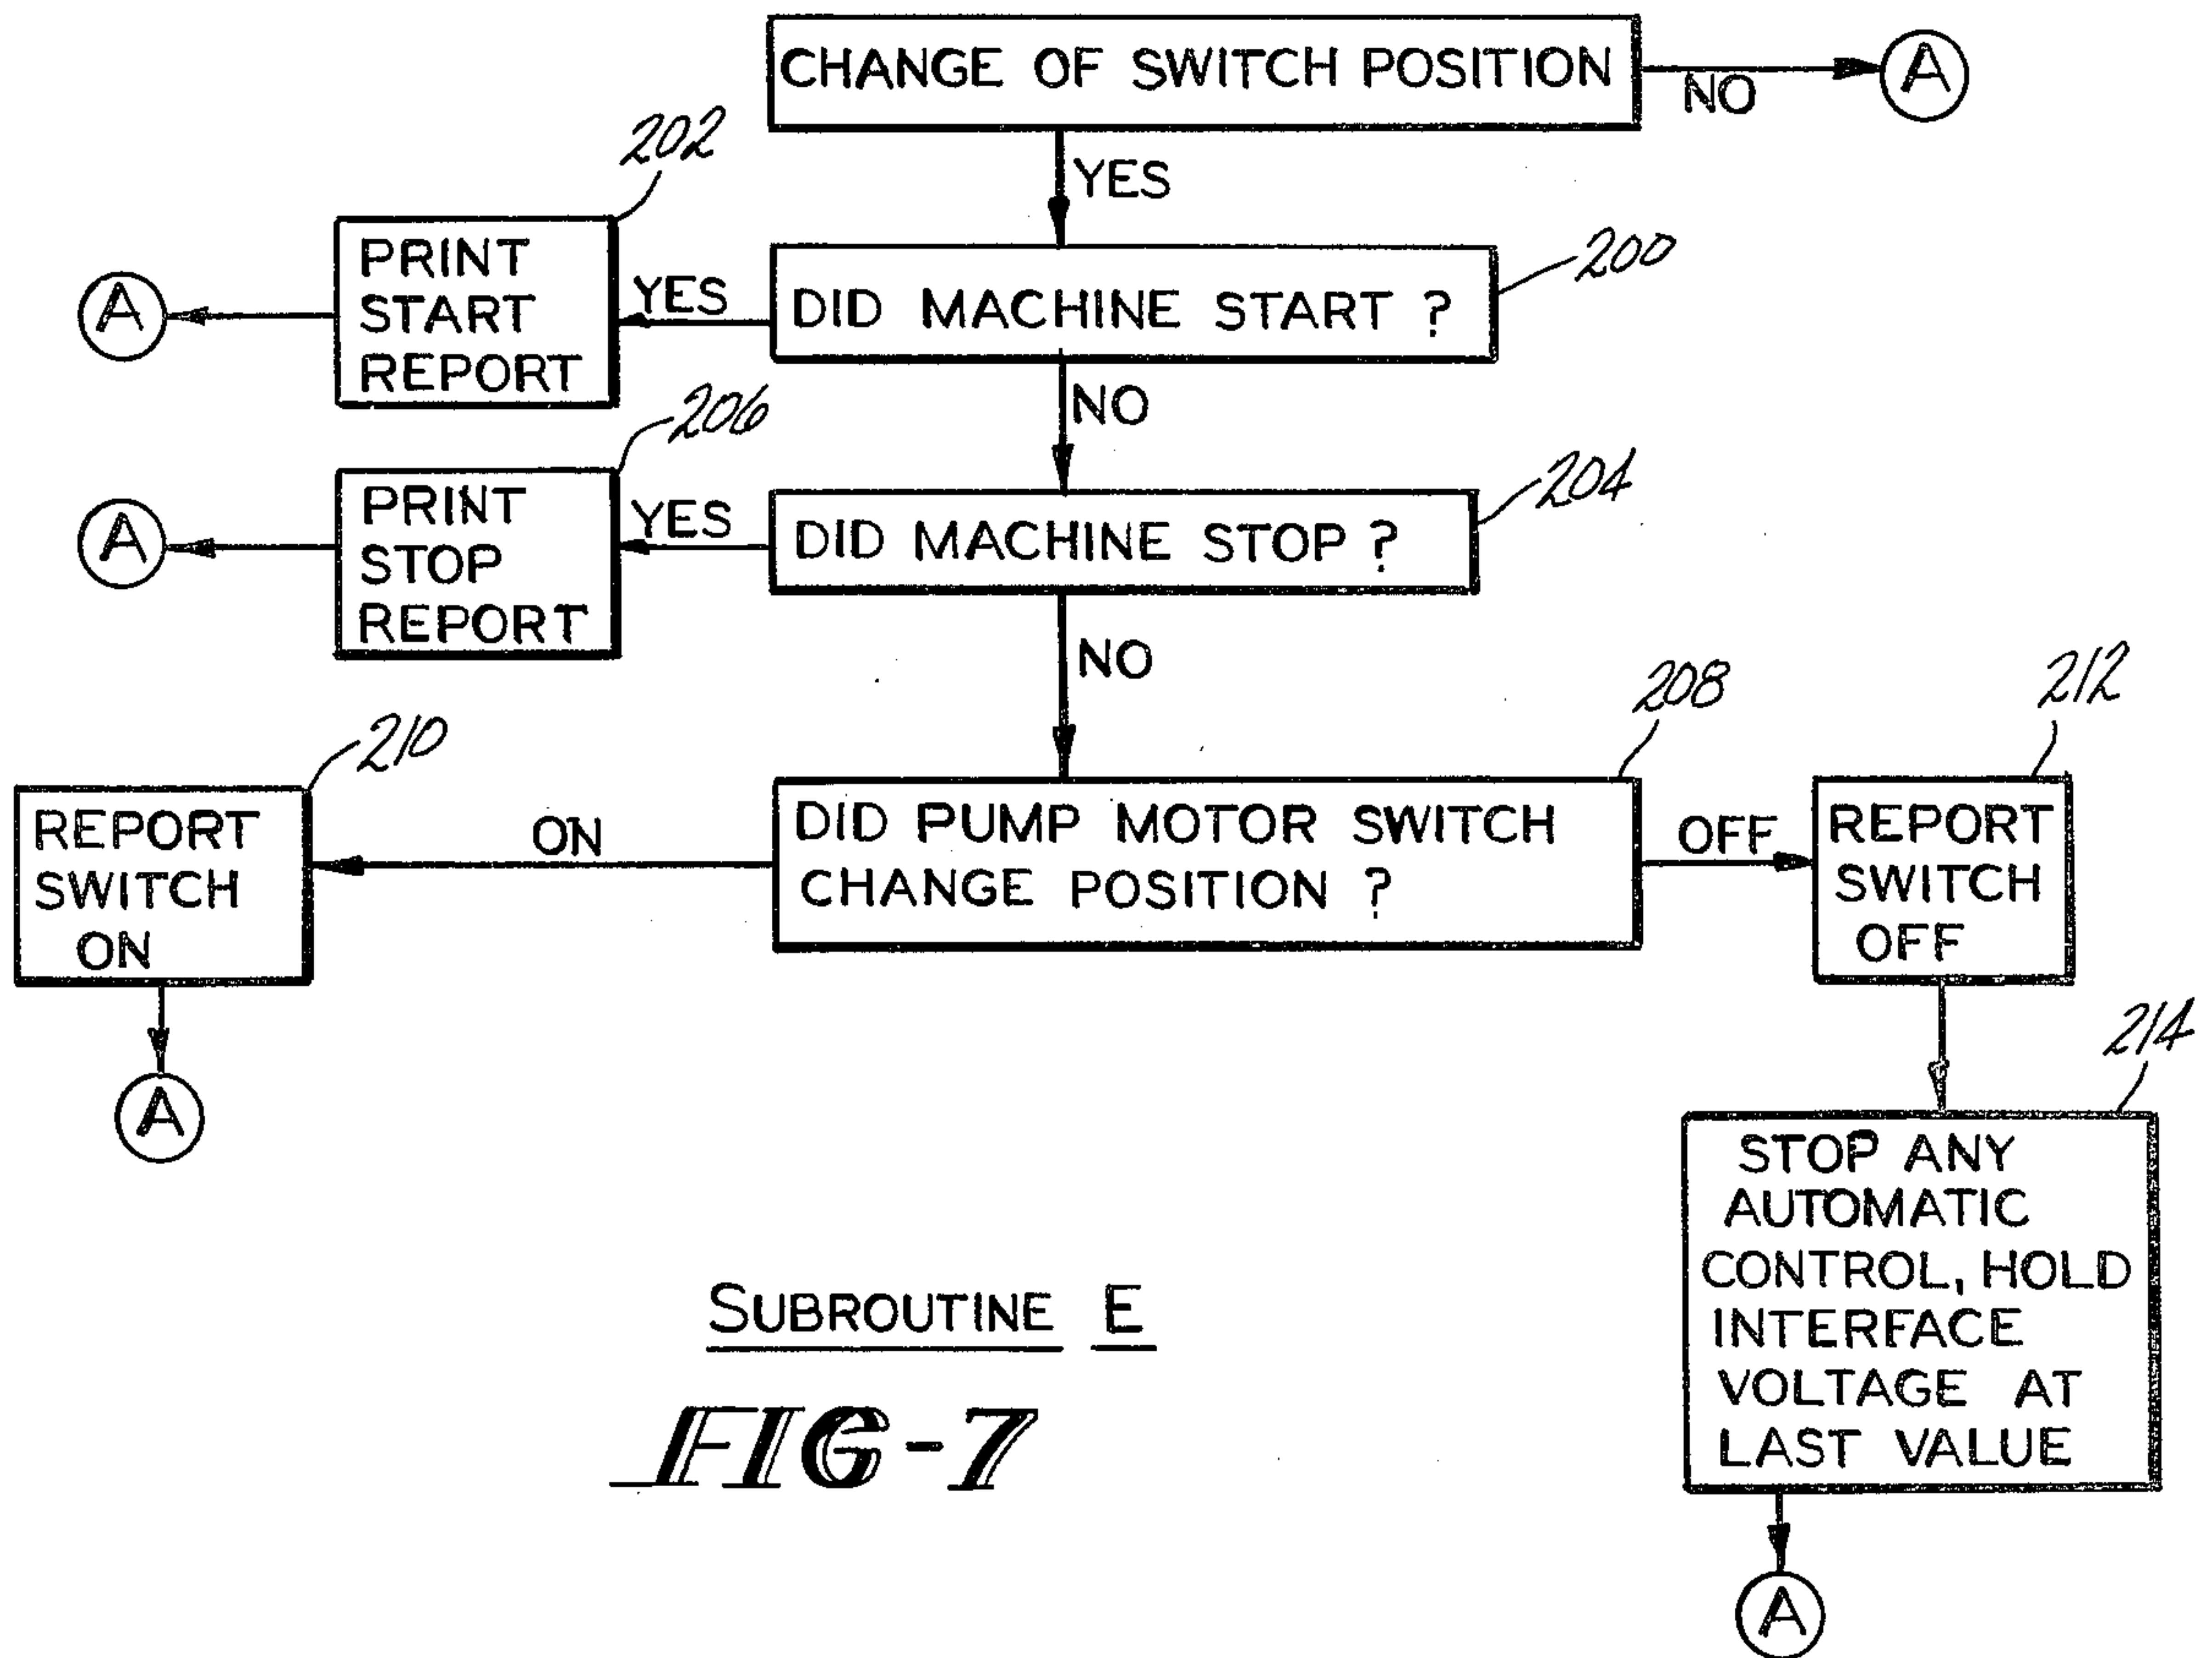 CHANGE OF SWITCH POSITION
NO
A
YES
202
200
PRINT
START
REPORT
YES
DID MACHINE START ?
A
NO
206
204
PRINT
STOP
REPORT
YES
DID MACHINE STOP ?
A
NO
208
212
210
REPORT
SWITCH
ON
ON
DID PUMP MOTOR SWITCH
CHANGE POSITION ?
OFF
REPORT
SWITCH
OFF
214
A
STOP ANY
AUTOMATIC
CONTROL, HOLD
INTERFACE
VOLTAGE AT
LAST VALUE
SUBROUTINE E
FIG-7
A